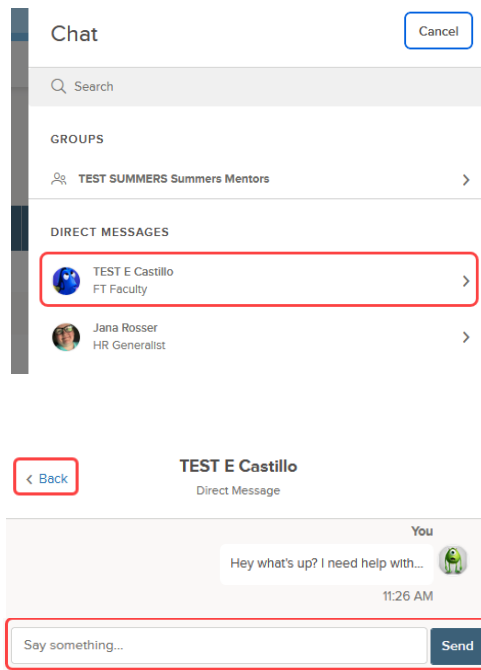 Chat
Cancel
Search
GROUPS
TEST SUMMERS Summers Mentors
DIRECT MESSAGES
TEST E Castillo
FT Faculty
Jana Rosser
HR Generalist
Back
TEST E Castillo
Direct Message
You
Hey what's up? I need help with...
11:26 AM
Say something...
Send